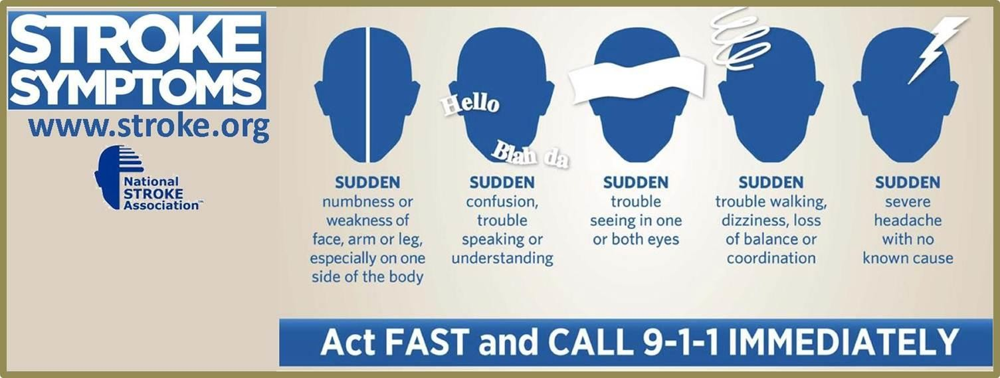 STROKE
SYMPTOMS
www.stroke.org
National
STROKE
Association™
Hello
Blah da
SUDDEN
numbness or
weakness of
face, arm or leg,
especially on one
side of the body
SUDDEN
confusion,
trouble
speaking or
understanding
SUDDEN
trouble
seeing in one
or both eyes
SUDDEN
trouble walking,
dizziness, loss
of balance or
coordination
SUDDEN
severe
headache
with no
known cause
Act FAST and CALL 9-1-1 IMMEDIATELY